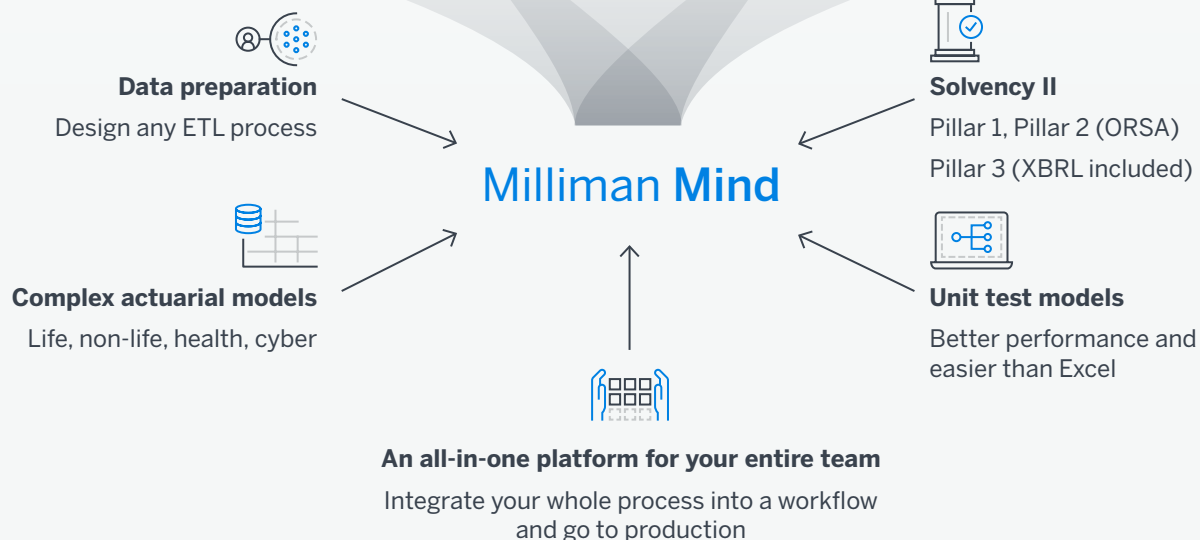 Data preparation
Design any ETL process
Solvency II
Pillar 1, Pillar 2 (ORSA)
Pillar 3 (XBRL included)
Milliman Mind
Complex actuarial models
Life, non-life, health, cyber
Unit test models
Better performance and
easier than Excel
An all-in-one platform for your entire team
Integrate your whole process into a workflow
and go to production